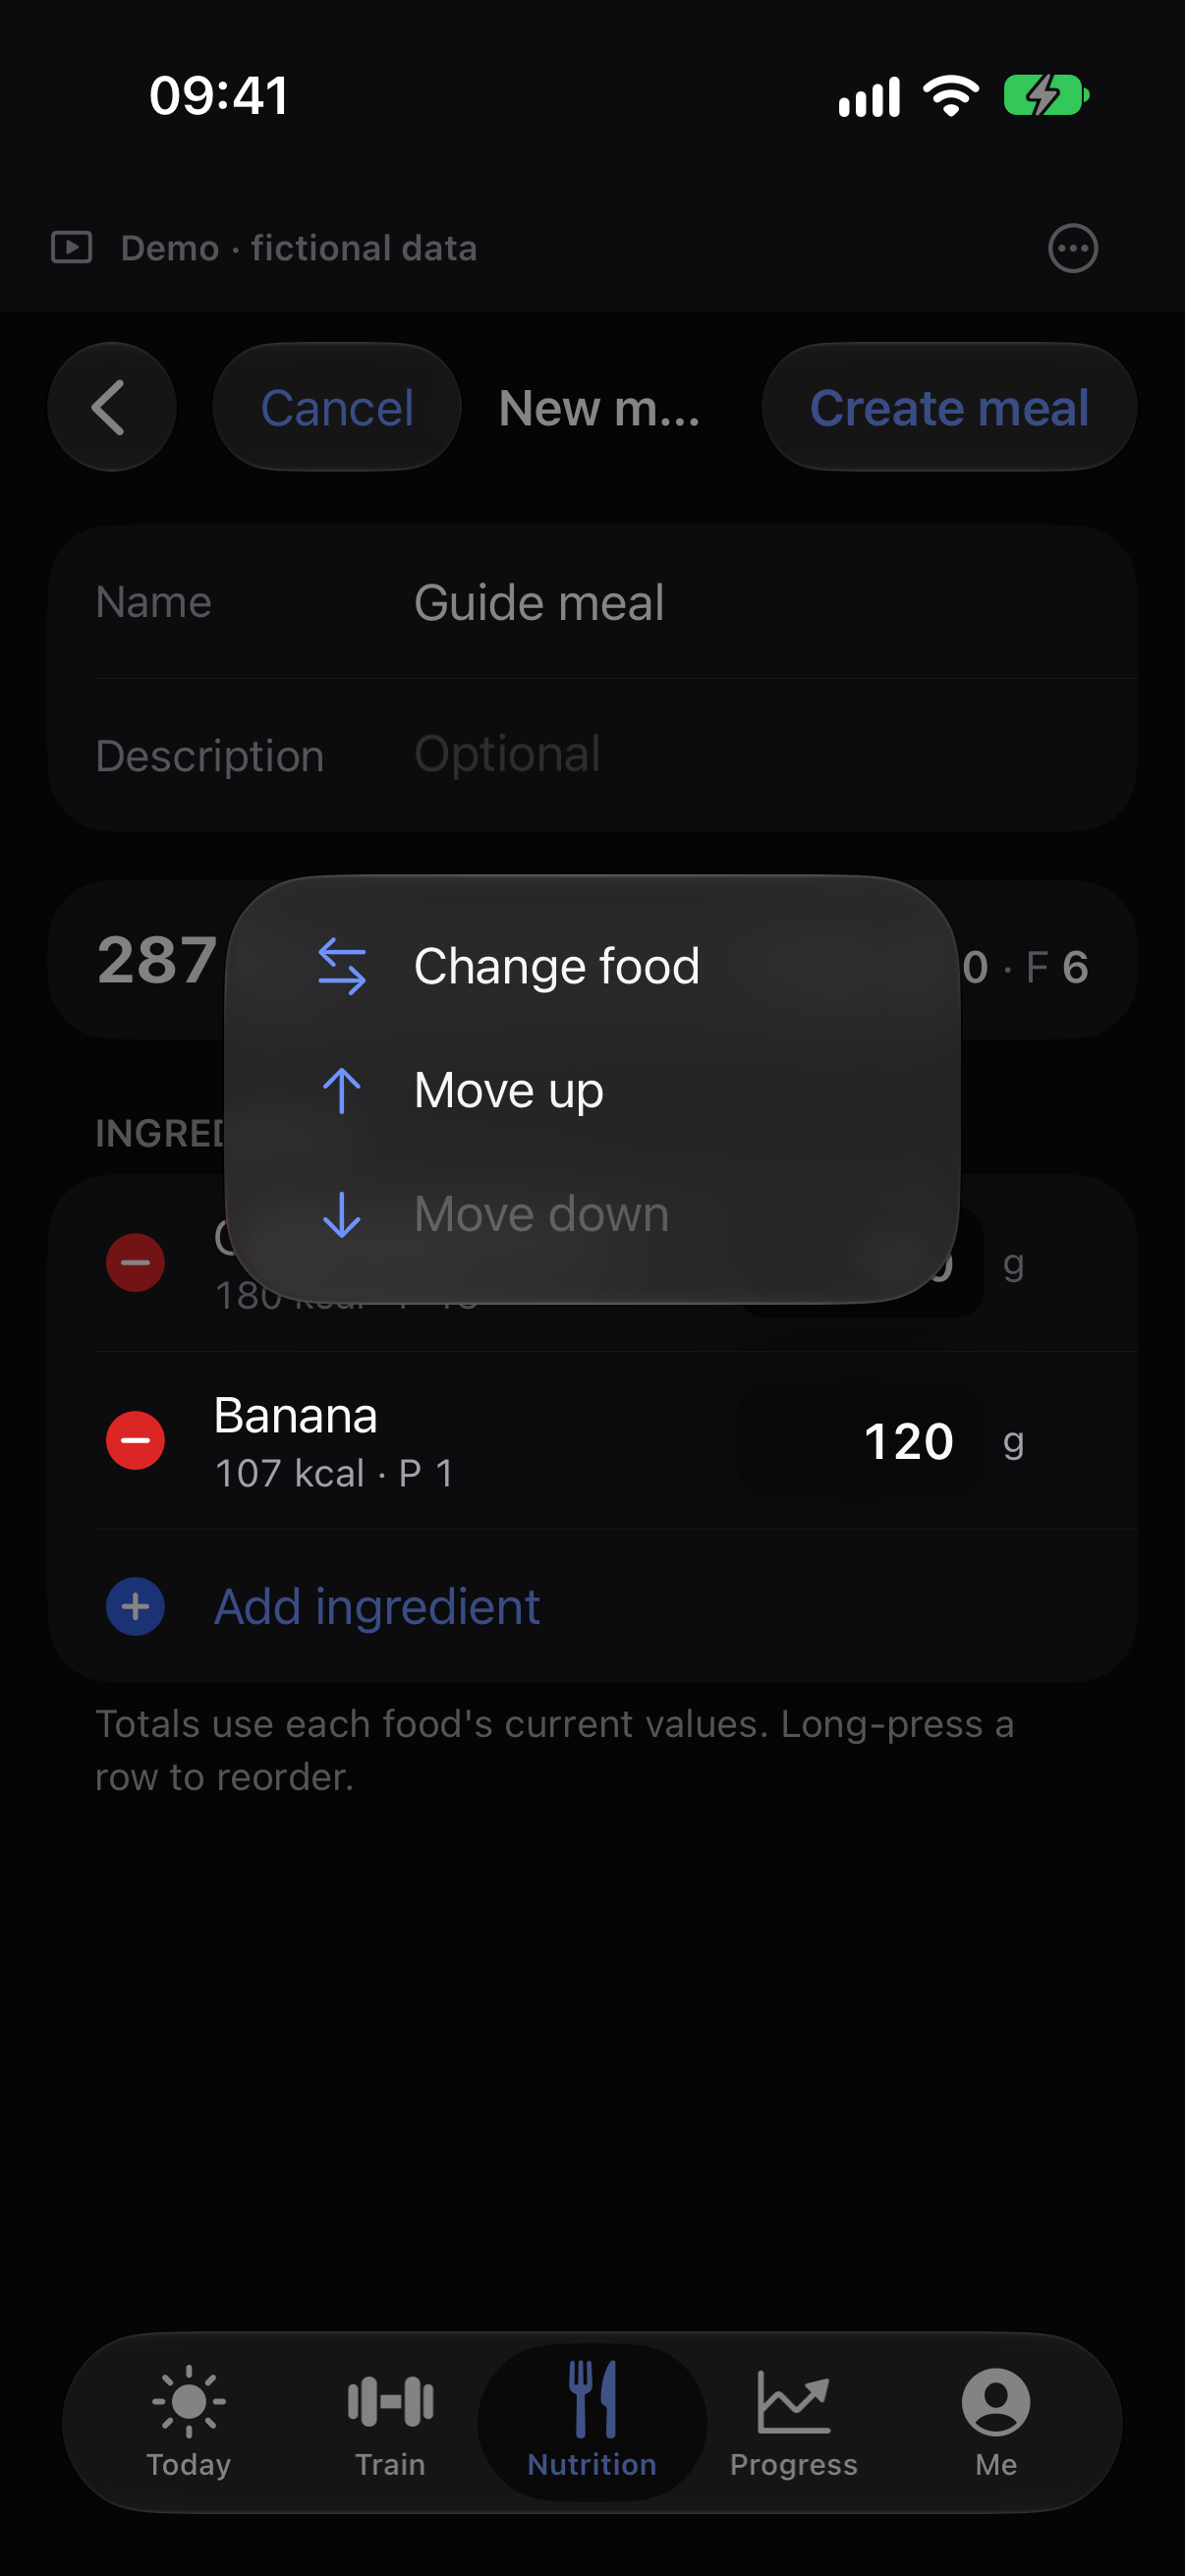 09:41
Demo · fictional data
Cancel
New m...
Create meal
Name
Guide meal
Description
Optional
287
0 · F 6
Change food
Move up
Move down
180
g
Banana
107 kcal · P 1
120 g
Add ingredient
Totals use each food's current values. Long-press a
row to reorder.
Today
Train
Nutrition
Progress
Me